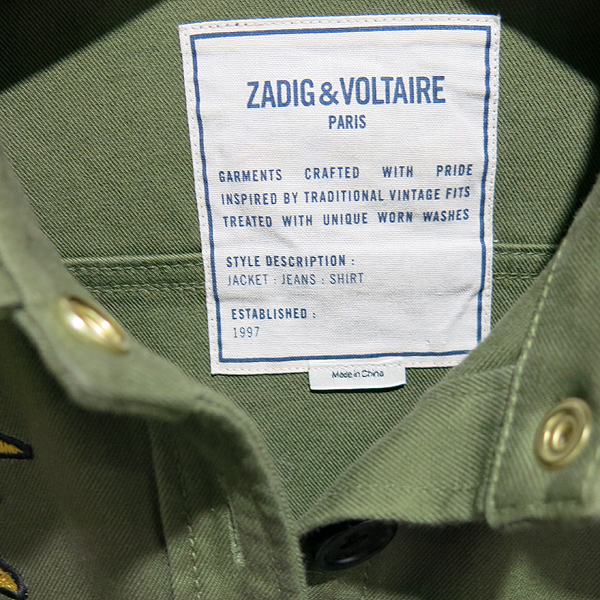 ZADIG & VOLTAIRE
PARIS
GARMENTS CRAFTED WITH PRIDE
INSPIRED BY TRADITIONAL VINTAGE FITS
TREATED WITH UNIQUE WORN WASHES
STYLE DESCRIPTION :
JACKET : JEANS : SHIRT
ESTABLISHED :
1997
Made in China